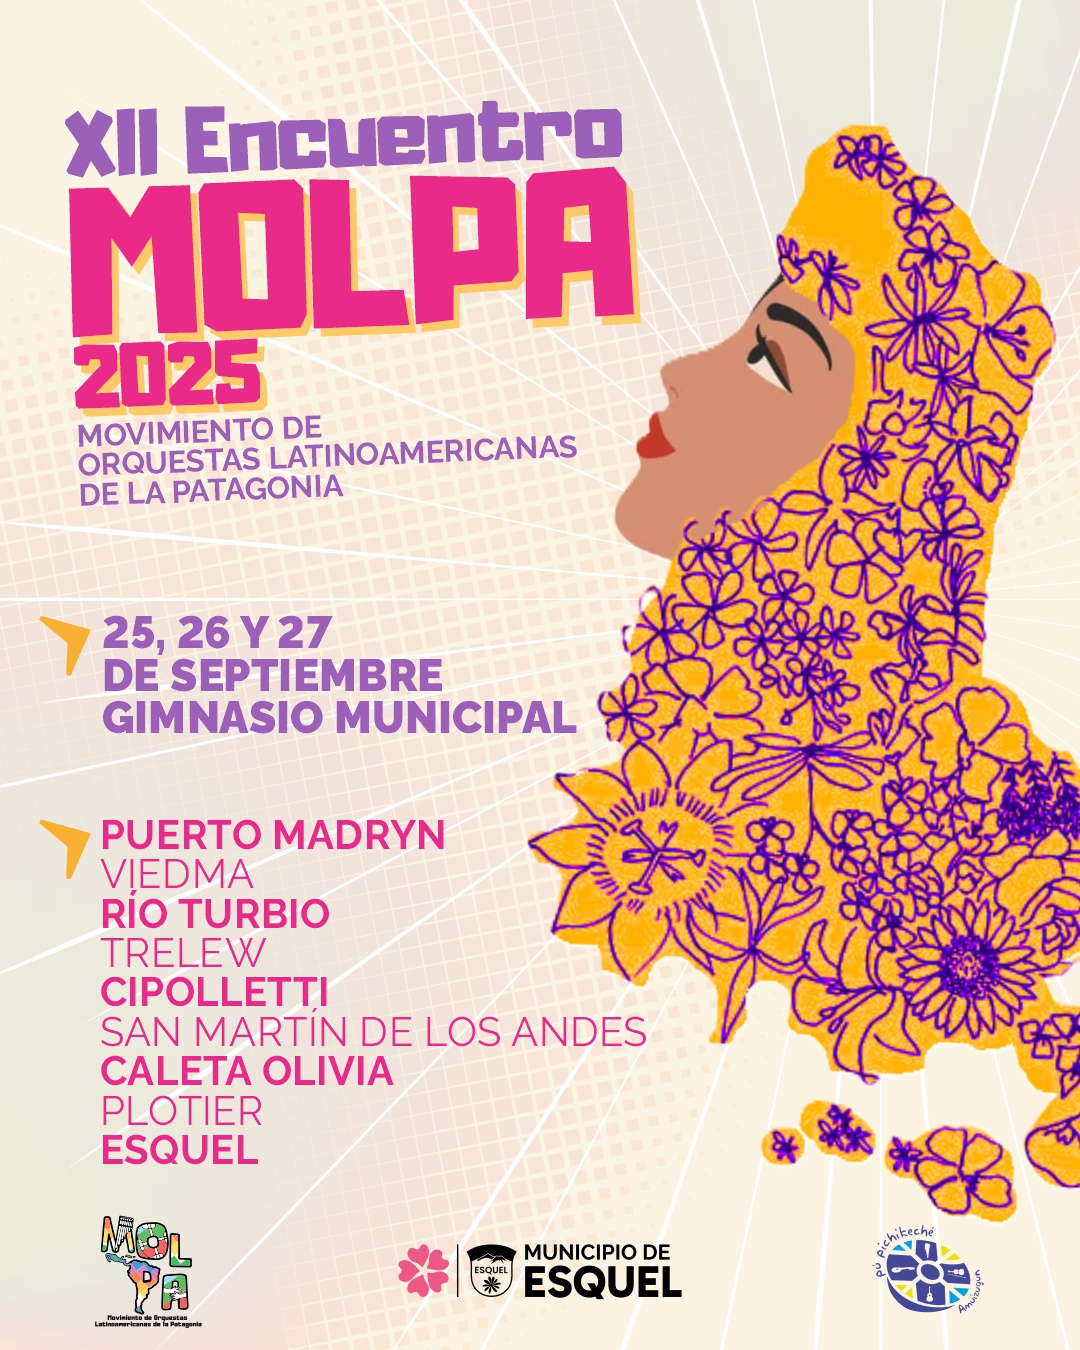 XII Encuentro
MOLPA
2025
MOVIMIENTO DE
ORQUESTAS LATINOAMERICANAS
DE LA PATAGONIA
25, 26 Y 27
DE SEPTIEMBRE
GIMNASIO MUNICIPAL
PUERTO MADRYN
VIEDMA
RÍO TURBIO
TRELEW
CIPOLLETTI
SAN MARTÍN DE LOS ANDES
CALETA OLIVIA
PLOTIER
ESQUEL
MOL
PA
Movimiento de Orquestas
Latinoamericanas de la Patagonia
ESQUEL
MUNICIPIO DE
ESQUEL
pu pichikeché
Amuizugun